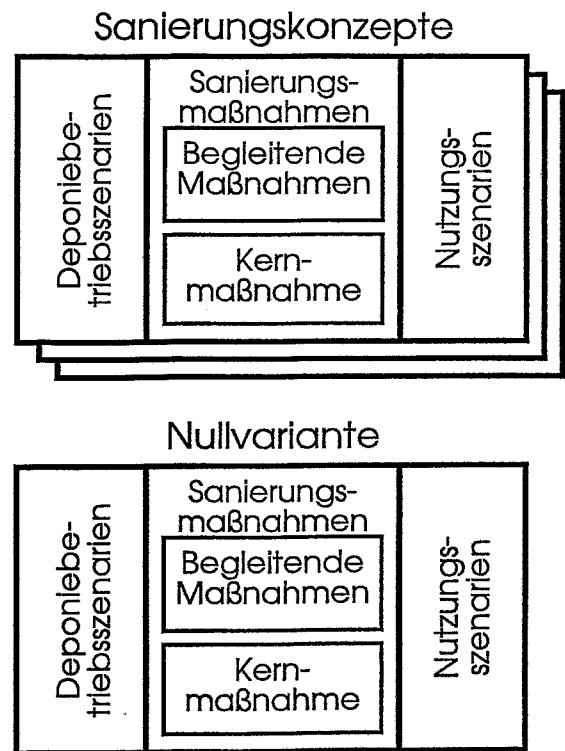 Sanierungskonzepte
Deponiebe-
triebsszenarien
Sanierungs-
maßnahmen
Begleitende
Maßnahmen
Kern-
maßnahme
Nutzungs-
szenarien
Nullvariante
Deponiebe-
triebsszenarien
Sanierungs-
maßnahmen
Begleitende
Maßnahmen
Kern-
maßnahme
Nutzungs-
szenarien